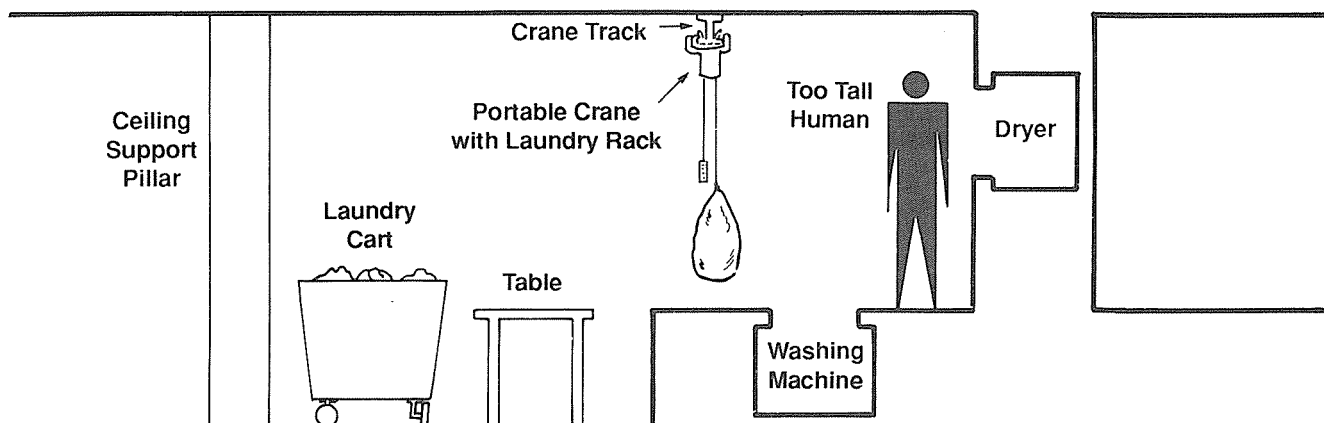 Crane Track
Portable Crane
with Laundry Rack
Too Tall
Human
Dryer
Ceiling
Support
Pillar
Laundry
Cart
Table
Washing
Machine